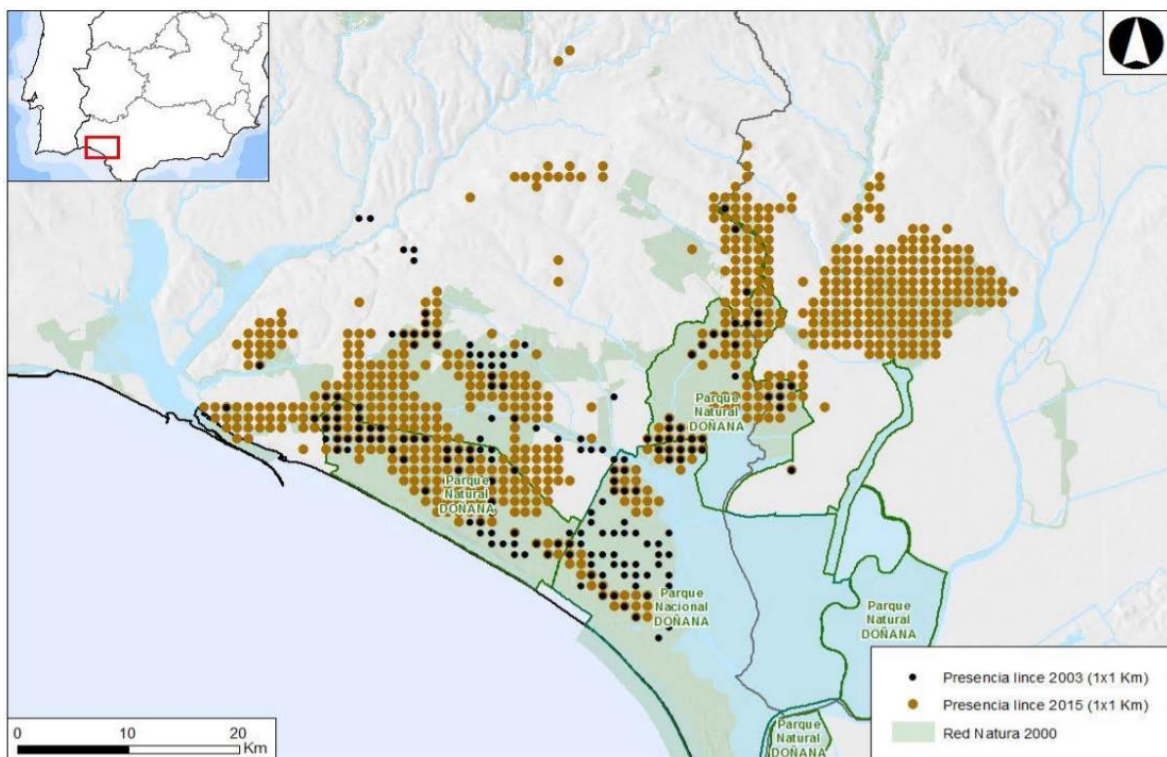 Parque
Natural
DOÑANA
Parque
Natural
DOÑANA
Parque
Nacional
DOÑANA
Parque
Natural
DOÑANA
Parque
Natural
DOÑANA
Presencia lince 2003 (1x1 Km)
Presencia lince 2015 (1x1 Km)
Red Natura 2000
0 10 20
Km